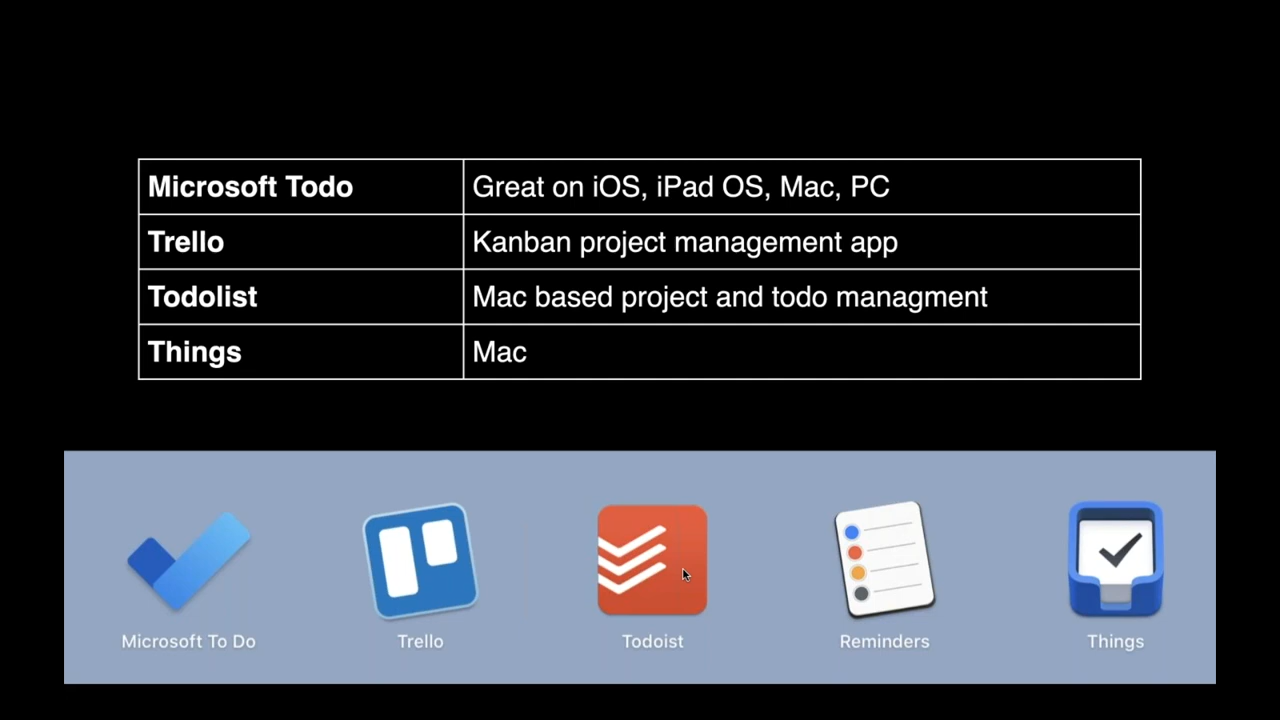 Microsoft Todo Great on iOS, iPad OS, Mac, PC
Trello Kanban project management app
Todolist Mac based project and todo managment
Things Mac
Microsoft To Do Trello Todoist Reminders Things